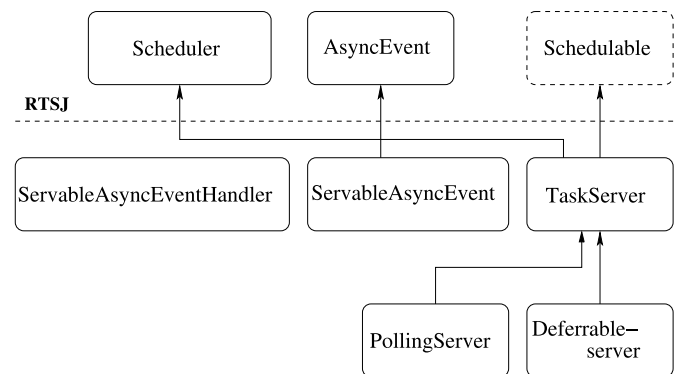 Scheduler
AsyncEvent
Schedulable
RTSJ
ServableAsyncEventHandler
ServableAsyncEvent
TaskServer
PollingServer
Deferrable-
server